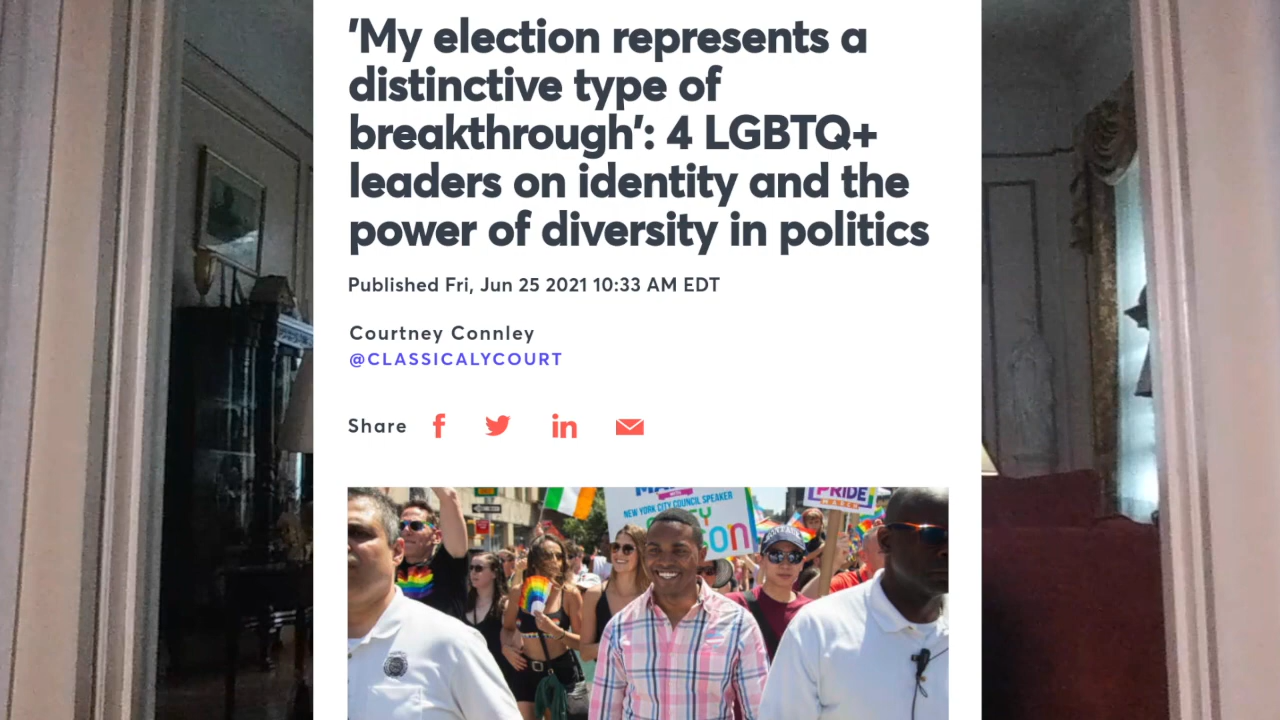 'My election represents a
distinctive type of
breakthrough': 4 LGBTQ+
leaders on identity and the
power of diversity in politics
Published Fri, Jun 25 2021 10:33 AM EDT
Courtney Connley
@CLASSICALYCOURT
Share
NEW YORK CITY COUNCIL SPEAKER
PRIDE
MARCH